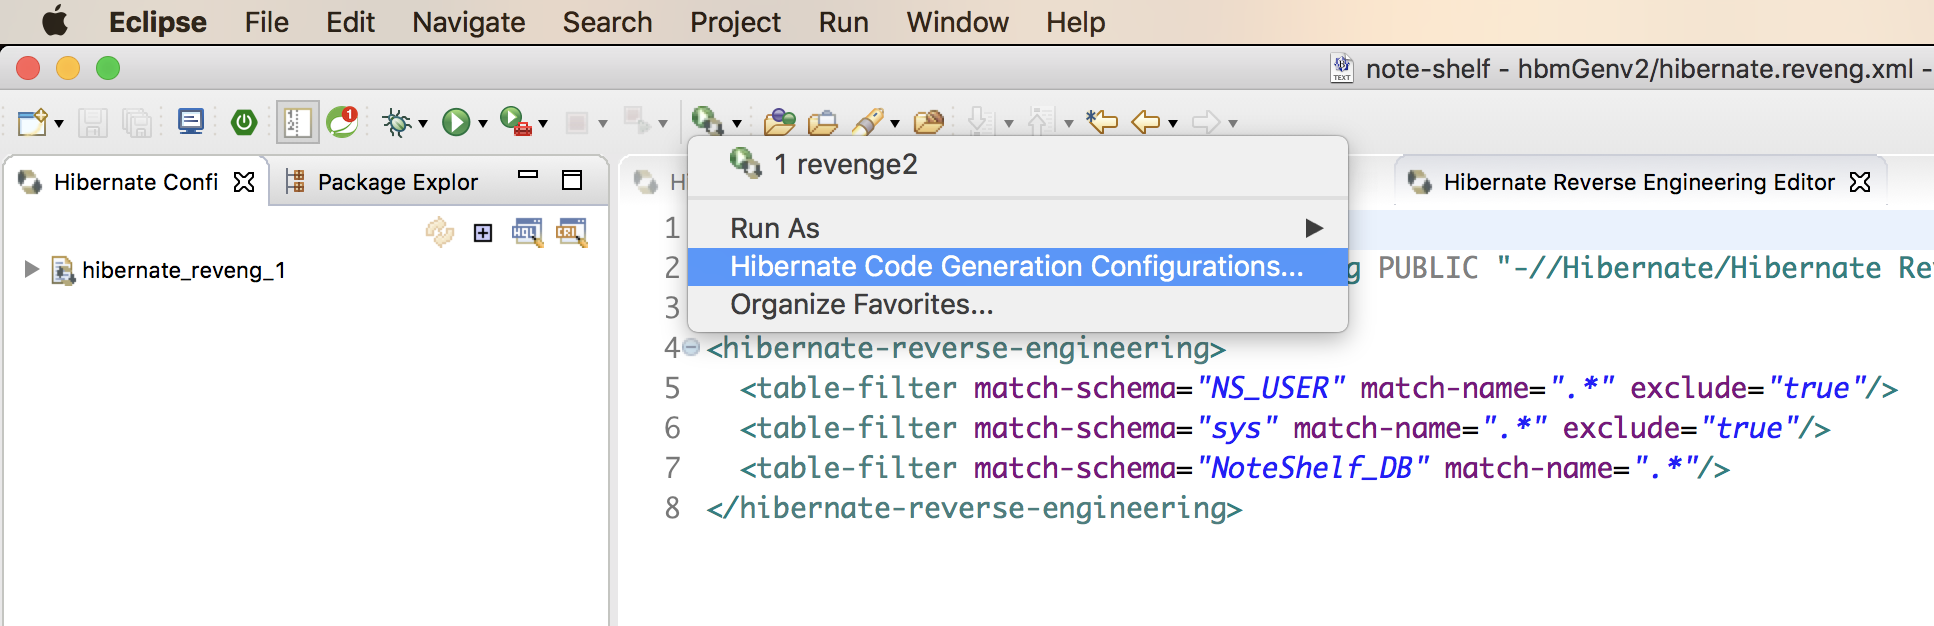 Eclipse File Edit Navigate Search Project Run Window Help
note-shelf - hbmGenv2/hibernate.reveng.xml -
Hibernate Confi Package Explor
Hibernate Reverse Engineering Editor
hibernate_reveng_1
1 revenge2
Run As
Hibernate Code Generation Configurations...
Organize Favorites...
1
2 PUBLIC "-//Hibernate/Hibernate Re
3
4 <hibernate-reverse-engineering>
5 <table-filter match-schema="NS_USER" match-name=".*" exclude="true"/>
6 <table-filter match-schema="sys" match-name=".*" exclude="true"/>
7 <table-filter match-schema="NoteShelf_DB" match-name=".*"/>
8 </hibernate-reverse-engineering>